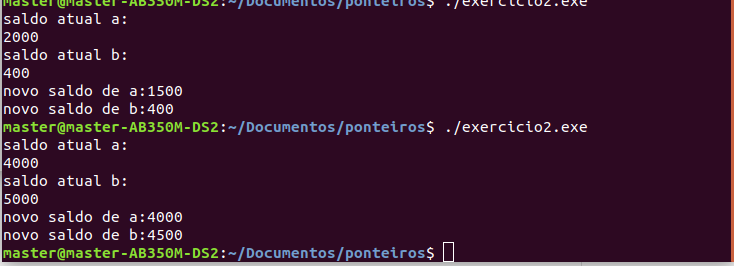 master@master-AB350M-DS2:~/Documentos/ponteiros$ ./exercicio2.exe
saldo atual a:
2000
saldo atual b:
400
novo saldo de a:1500
novo saldo de b:400
master@master-AB350M-DS2:~/Documentos/ponteiros$ ./exercicio2.exe
saldo atual a:
4000
saldo atual b:
5000
novo saldo de a:4000
novo saldo de b:4500
master@master-AB350M-DS2:~/Documentos/ponteiros$